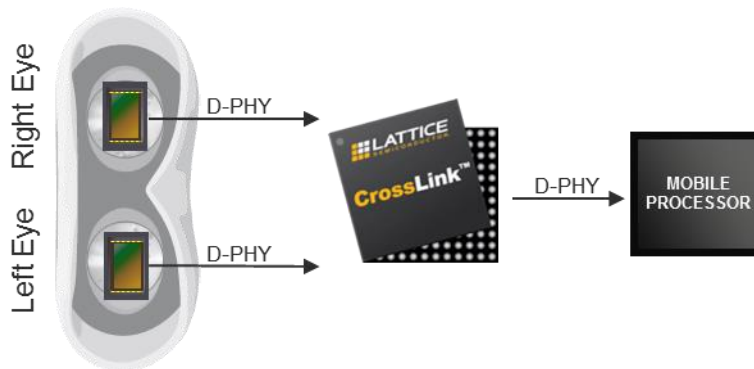 Right Eye
D-PHY
LATTICE
SEMICONDUCTOR
CrossLink™
D-PHY
MOBILE
PROCESSOR
Left Eye
D-PHY